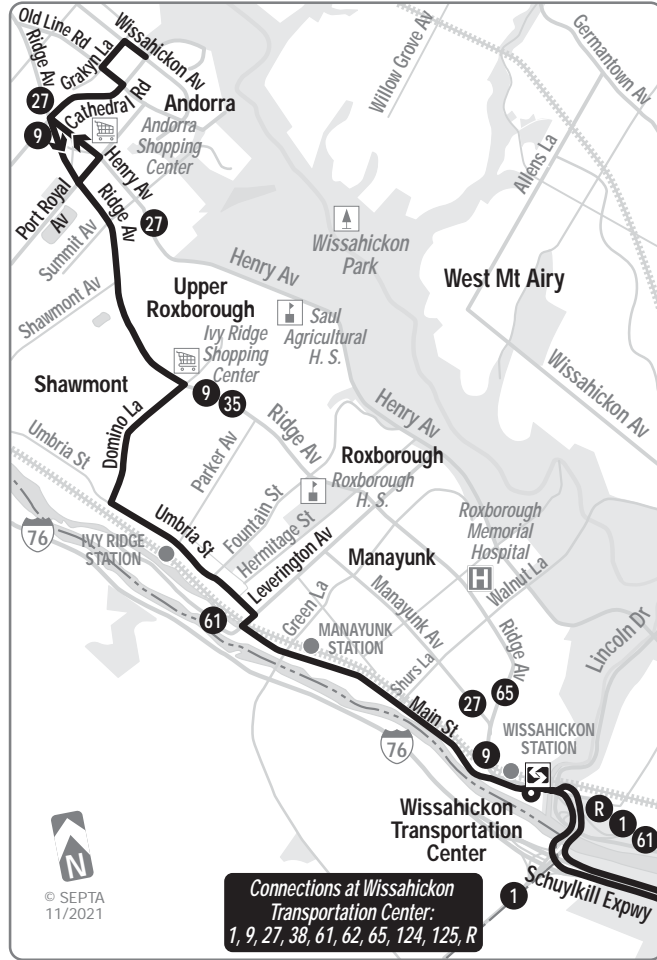 Old Line Rd
Wissahickon Av
Ridge Av
Grakyn La
Willow Grove Av
Germantown Av
27
Cathedral Rd
Andorra
9
Andorra
Shopping
Center
Allens La
Henry Av
Port Royal
Av
Ridge Av
27
Summit Av
Wissahickon
Park
Henry Av
West Mt Airy
Shawmont Av
Upper
Roxborough
Ivy Ridge
Shopping
Center
Saul
Agricultural
H. S.
Wissahickon Av
Shawmont
9
35
Henry Av
Domino La
Ridge Av
Umbria St
Parker Av
Roxborough
Roxborough
H. S.
Umbria St
Fountain St
Hermitage St
Leverington Av
Roxborough
Memorial
Hospital
76
IVY RIDGE
STATION
Manayunk
H
Walnut La
Green La
Manayunk Av
61
MANAYUNK
STATION
Ridge Av
Lincoln Dr
Shurs La
65
27
Main St
WISSAHICKON
STATION
76
9
S
Wissahickon
Transportation
Center
R
1
61
N
Schuylkill Expwy
1
© SEPTA
11/2021
Connections at Wissahickon
Transportation Center:
1, 9, 27, 38, 61, 62, 65, 124, 125, R